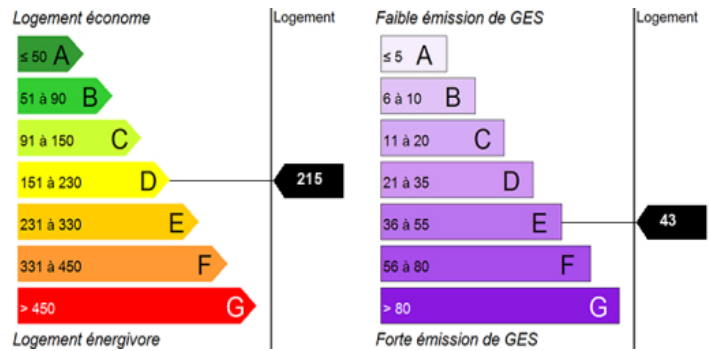 Logement économe
Logement
≤ 50 A
51 à 90 B
91 à 150 C
151 à 230 D
215
231 à 330 E
331 à 450 F
> 450 G
Logement énergivore
Faible émission de GES
Logement
≤ 5 A
6 à 10 B
11 à 20 C
21 à 35 D
36 à 55 E
43
56 à 80 F
> 80 G
Forte émission de GES